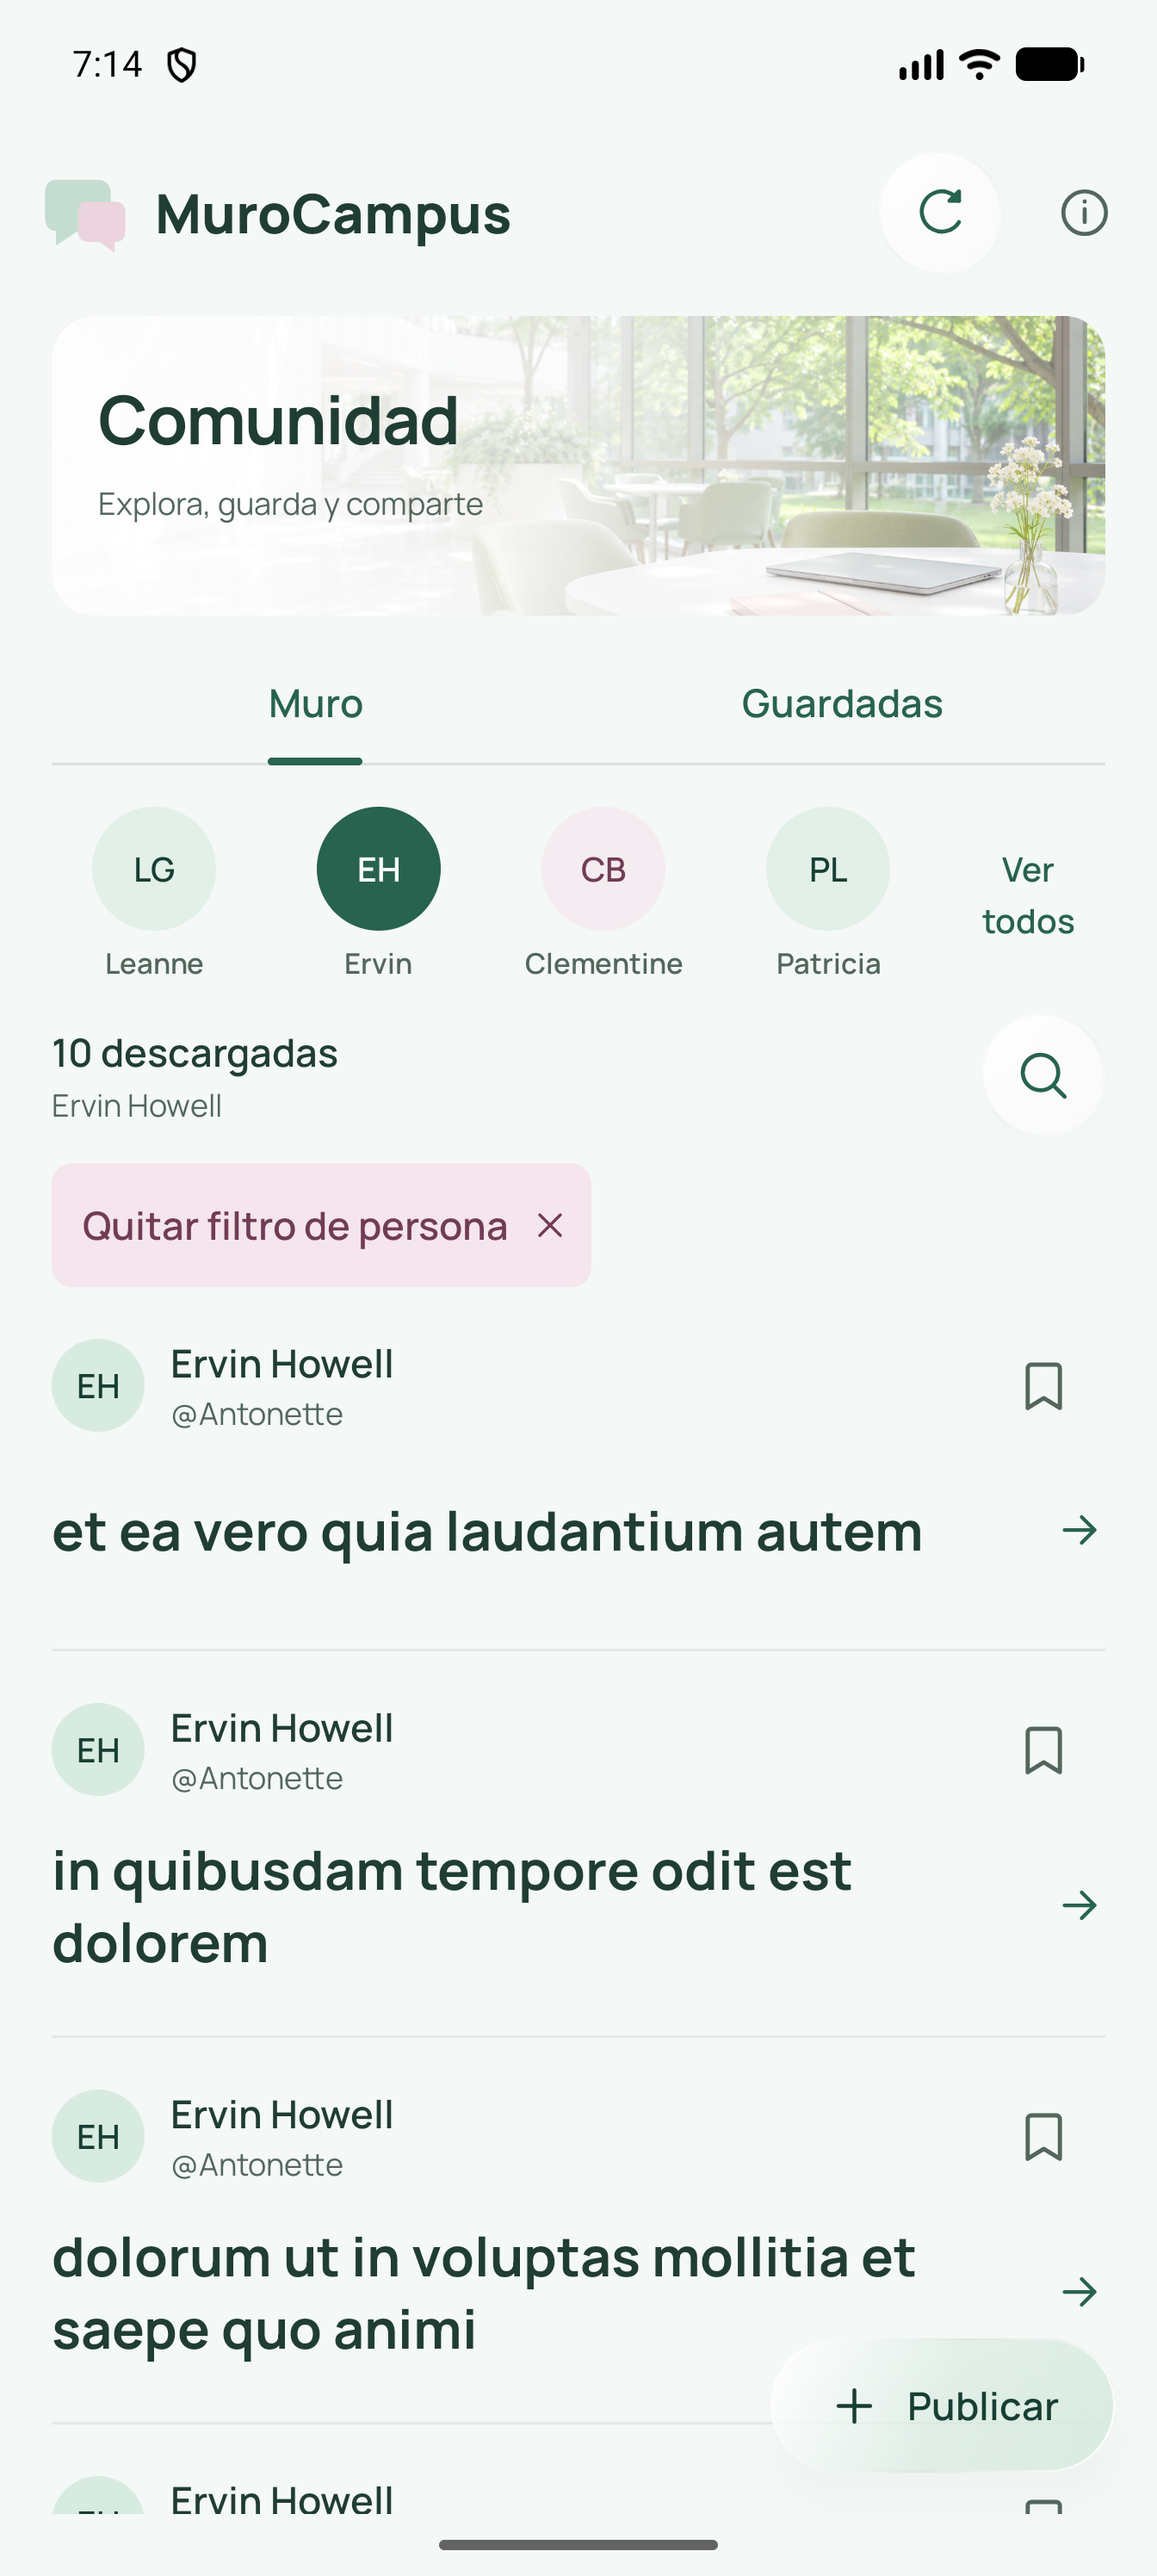 7:14
MuroCampus
Comunidad
Explora, guarda y comparte
Muro
Guardadas
LG
EH
CB
PL
Ver
todos
Leanne
Ervin
Clementine
Patricia
10 descargadas
Ervin Howell
Quitar filtro de persona
EH
Ervin Howell
@Antonette
et ea vero quia laudantium autem
EH
Ervin Howell
@Antonette
in quibusdam tempore odit est
dolorem
EH
Ervin Howell
@Antonette
dolorum ut in voluptas mollitia et
saepe quo animi
Publicar
EH
Ervin Howell